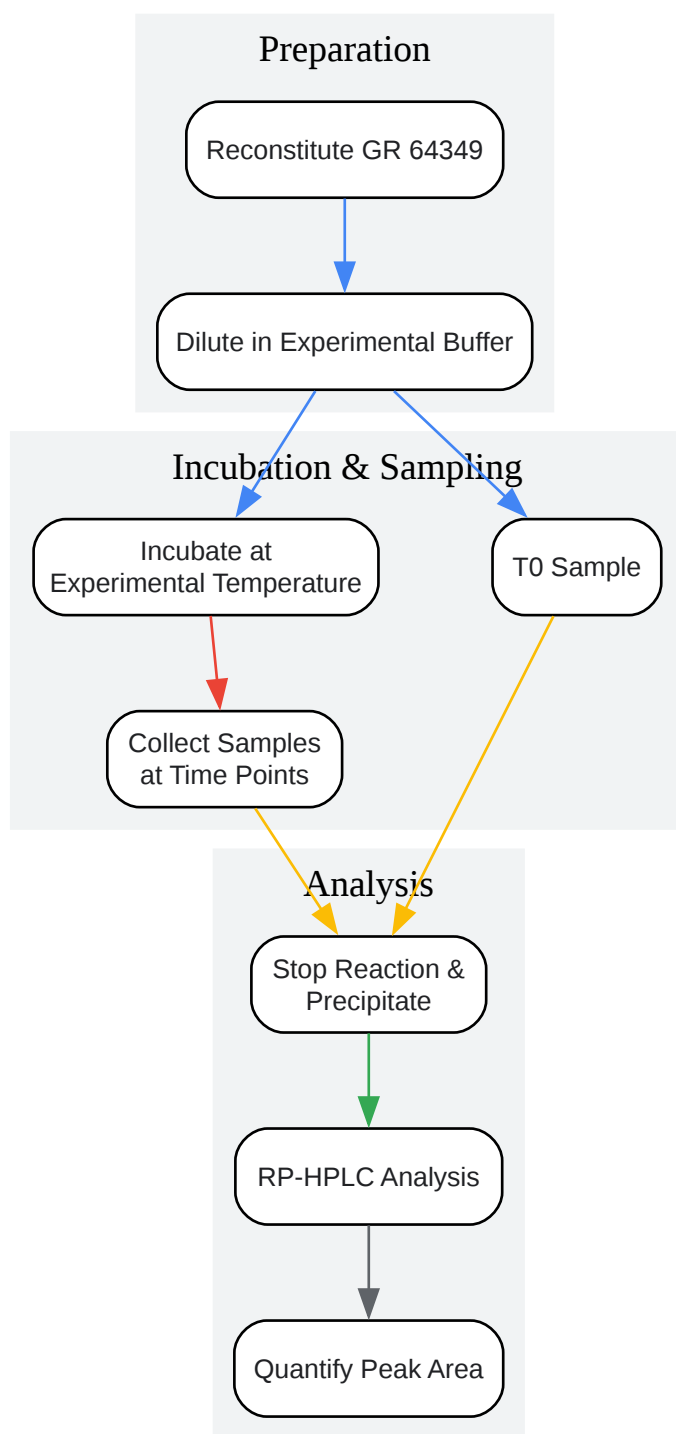 Preparation
Reconstitute GR 64349
Dilute in Experimental Buffer
Incubation & Sampling
Incubate at
Experimental Temperature
T0 Sample
Collect Samples
at Time Points
Analysis
Stop Reaction &
Precipitate
RP-HPLC Analysis
Quantify Peak Area